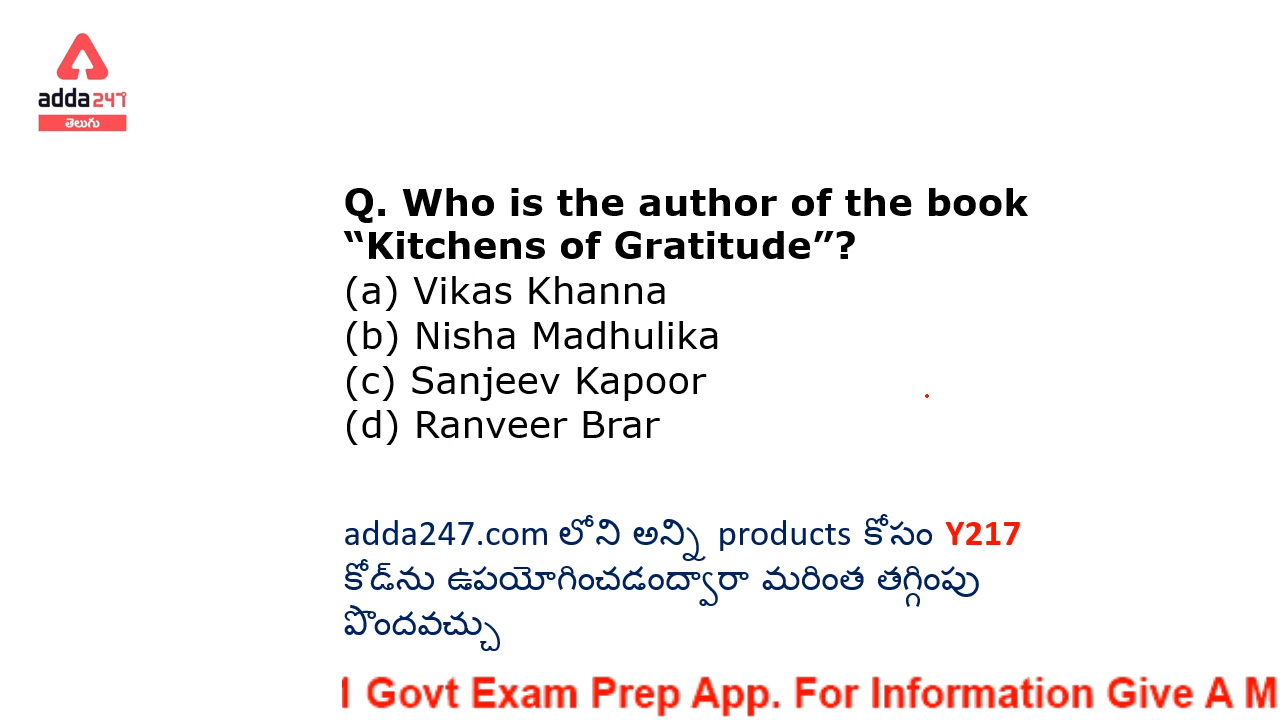 adda247
తెలుగు
Q. Who is the author of the book
“Kitchens of Gratitude”?
(a) Vikas Khanna
(b) Nisha Madhulika
(c) Sanjeev Kapoor
(d) Ranveer Brar
adda247.com లోని అన్ని products కోసం Y217
కోడ్‌ను ఉపయోగించడంద్వారా మరింత తగ్గింపు
పొందవచ్చు
Govt Exam Prep App. For Information Give A M